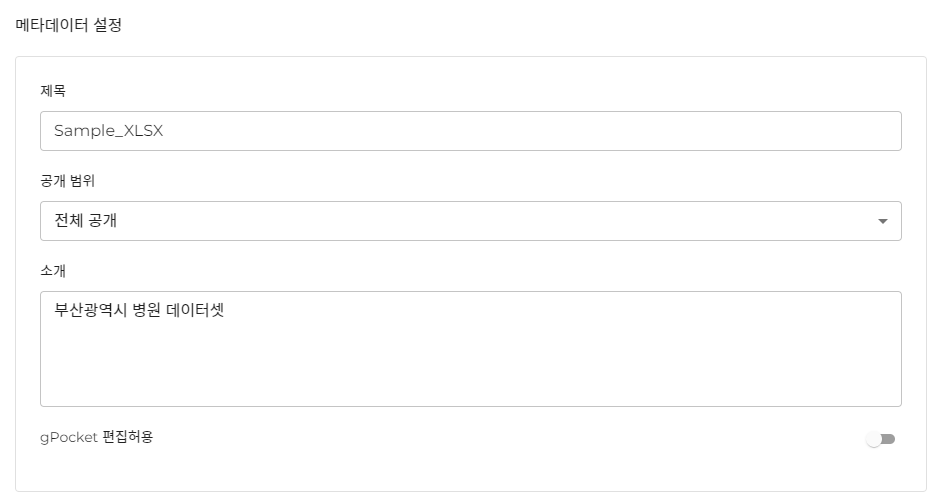 메타데이터 설정
제목
Sample_XLSX
공개 범위
전체 공개
소개
부산광역시 병원 데이터셋
gPocket 편집허용